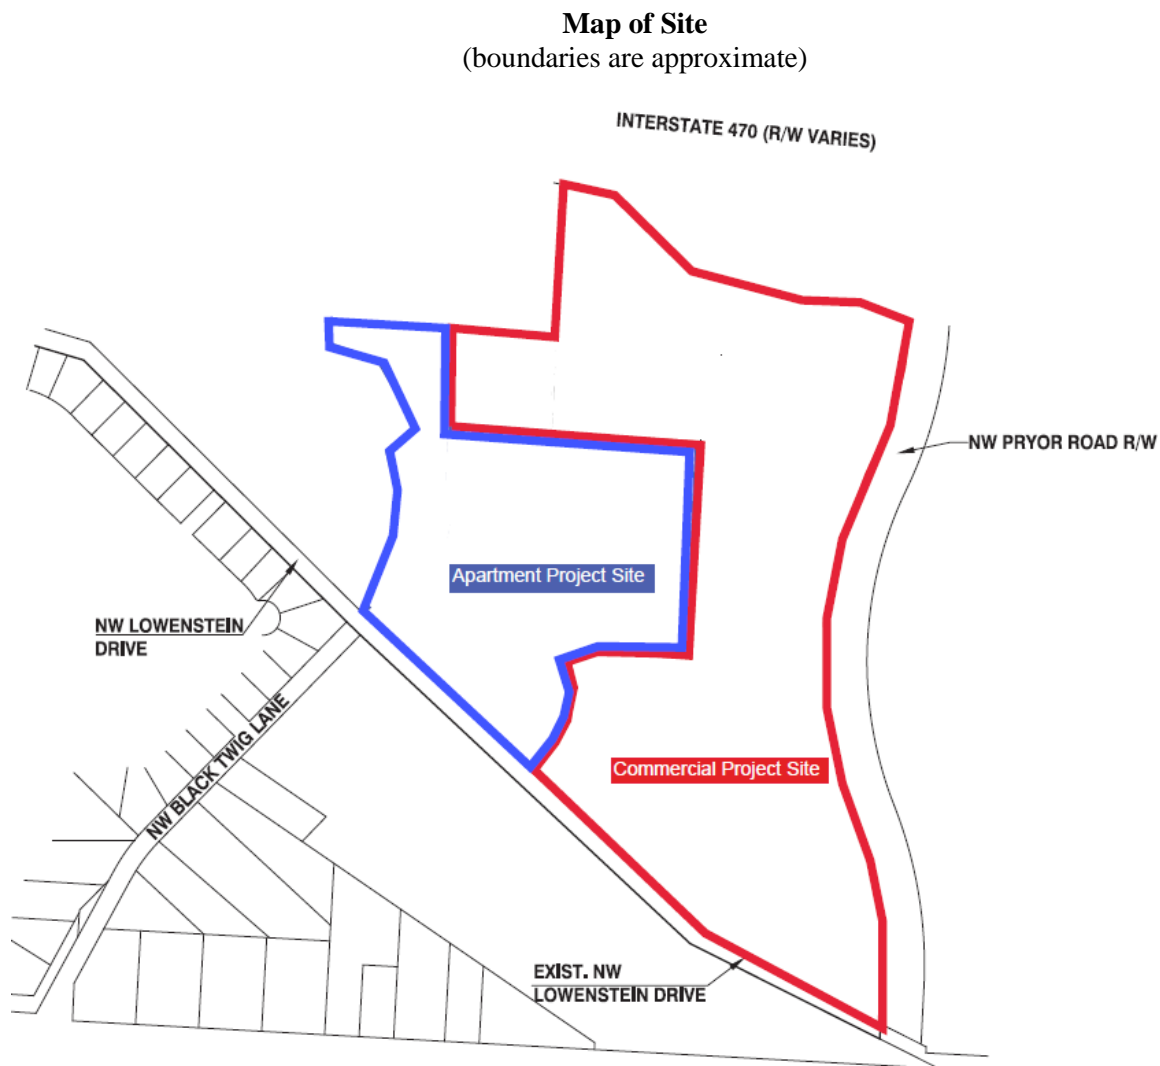 Map of Site
(boundaries are approximate)
INTERSTATE 470 (R/W VARIES)
NW PRYOR ROAD R/W
Apartment Project Site
NW LOWENSTEIN
DRIVE
NW BLACK TWIG LANE
Commercial Project Site
EXIST. NW
LOWENSTEIN DRIVE